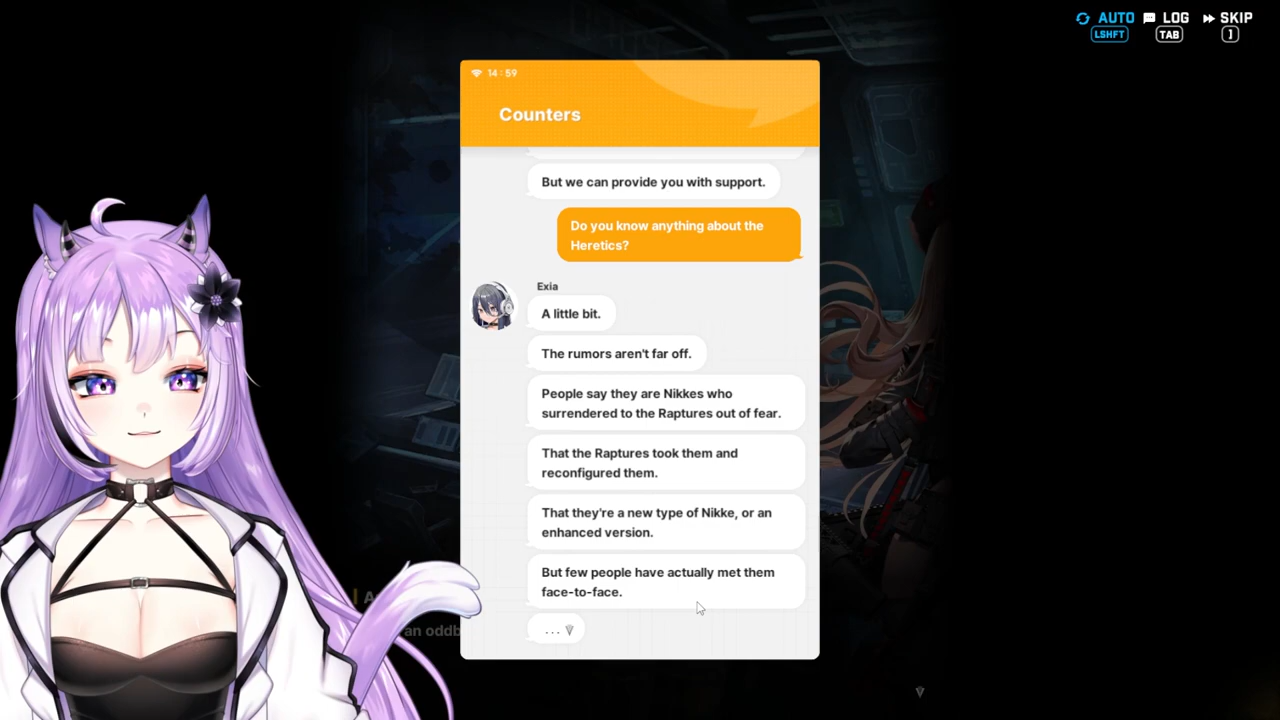 AUTO LOG SKIP
LSHFT TAB ]
14:59
Counters
But we can provide you with support.
Do you know anything about the
Heretics?
Exia
A little bit.
The rumors aren't far off.
People say they are Nikkes who
surrendered to the Raptures out of fear.
That the Raptures took them and
reconfigured them.
That they're a new type of Nikke, or an
enhanced version.
But few people have actually met them
face-to-face.
...
an oddb